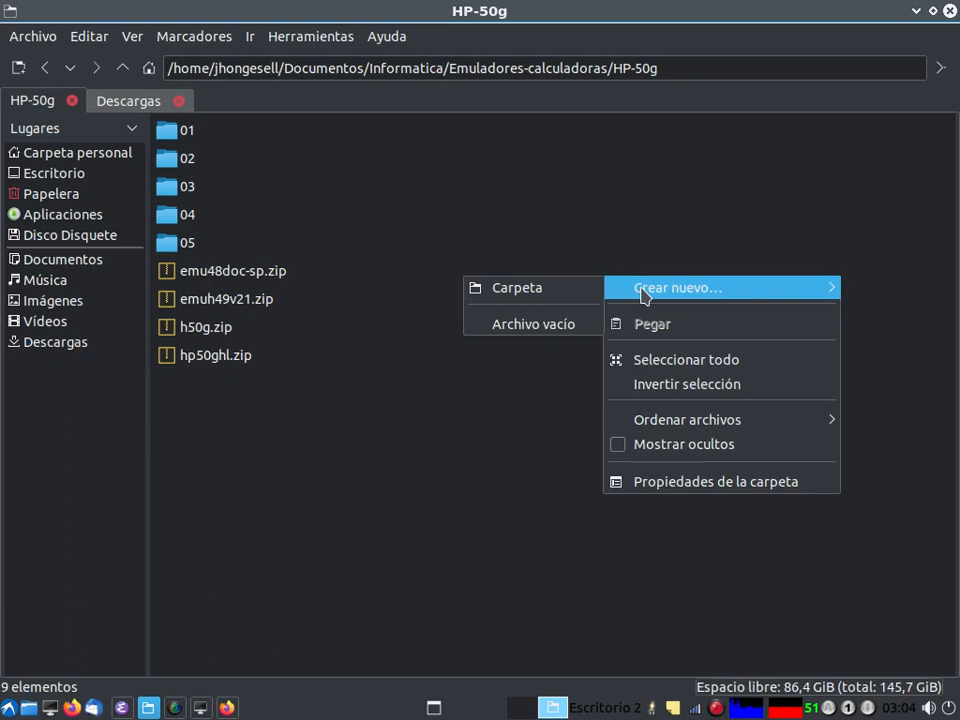 HP-50g
Archivo Editar Ver Marcadores Ir Herramientas Ayuda
/home/jhongesell/Documentos/Informatica/Emuladores-calculadoras/HP-50g
HP-50g Descargas
Lugares
Carpeta personal
Escritorio
Papelera
Aplicaciones
Disco Disquete
Documentos
Música
Imágenes
Vídeos
Descargas
01
02
03
04
05
emu48doc-sp.zip
emuh49v21.zip
h50g.zip
hp50ghl.zip
Carpeta
Archivo vacío
Crear nuevo...
Pegar
Seleccionar todo
Invertir selección
Ordenar archivos
Mostrar ocultos
Propiedades de la carpeta
9 elementos
Espacio libre: 86,4 GiB (total: 145,7 GiB)
Escritorio 2 51 A 1 03:04